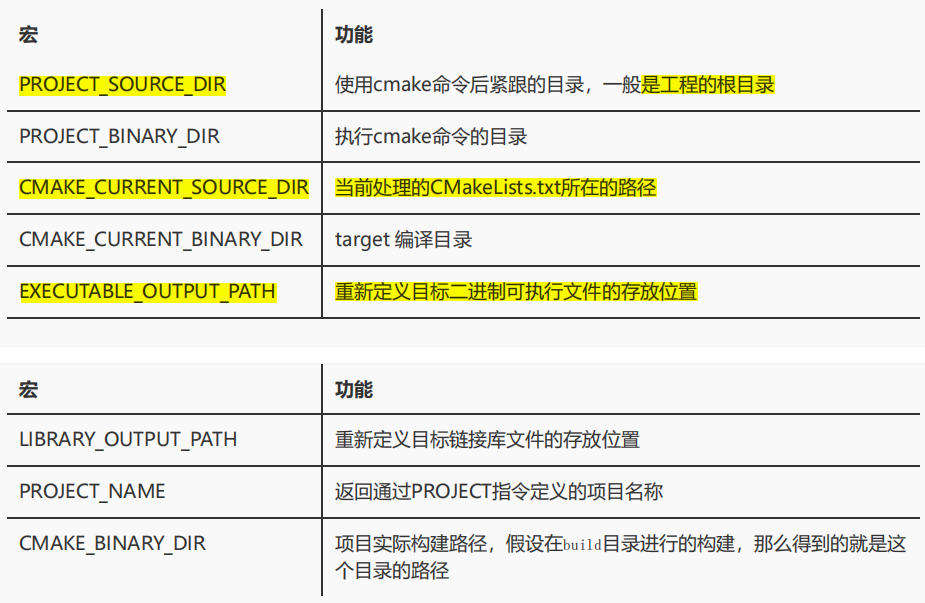 宏 功能
PROJECT_SOURCE_DIR 使用cmake命令后紧跟的目录，一般是工程的根目录
PROJECT_BINARY_DIR 执行cmake命令的目录
CMAKE_CURRENT_SOURCE_DIR 当前处理的CMakeLists.txt所在的路径
CMAKE_CURRENT_BINARY_DIR target 编译目录
EXECUTABLE_OUTPUT_PATH 重新定义目标二进制可执行文件的存放位置
宏 功能
LIBRARY_OUTPUT_PATH 重新定义目标链接库文件的存放位置
PROJECT_NAME 返回通过PROJECT指令定义的项目名称
CMAKE_BINARY_DIR 项目实际构建路径，假设在build目录进行的构建，那么得到的就是这
个目录的路径